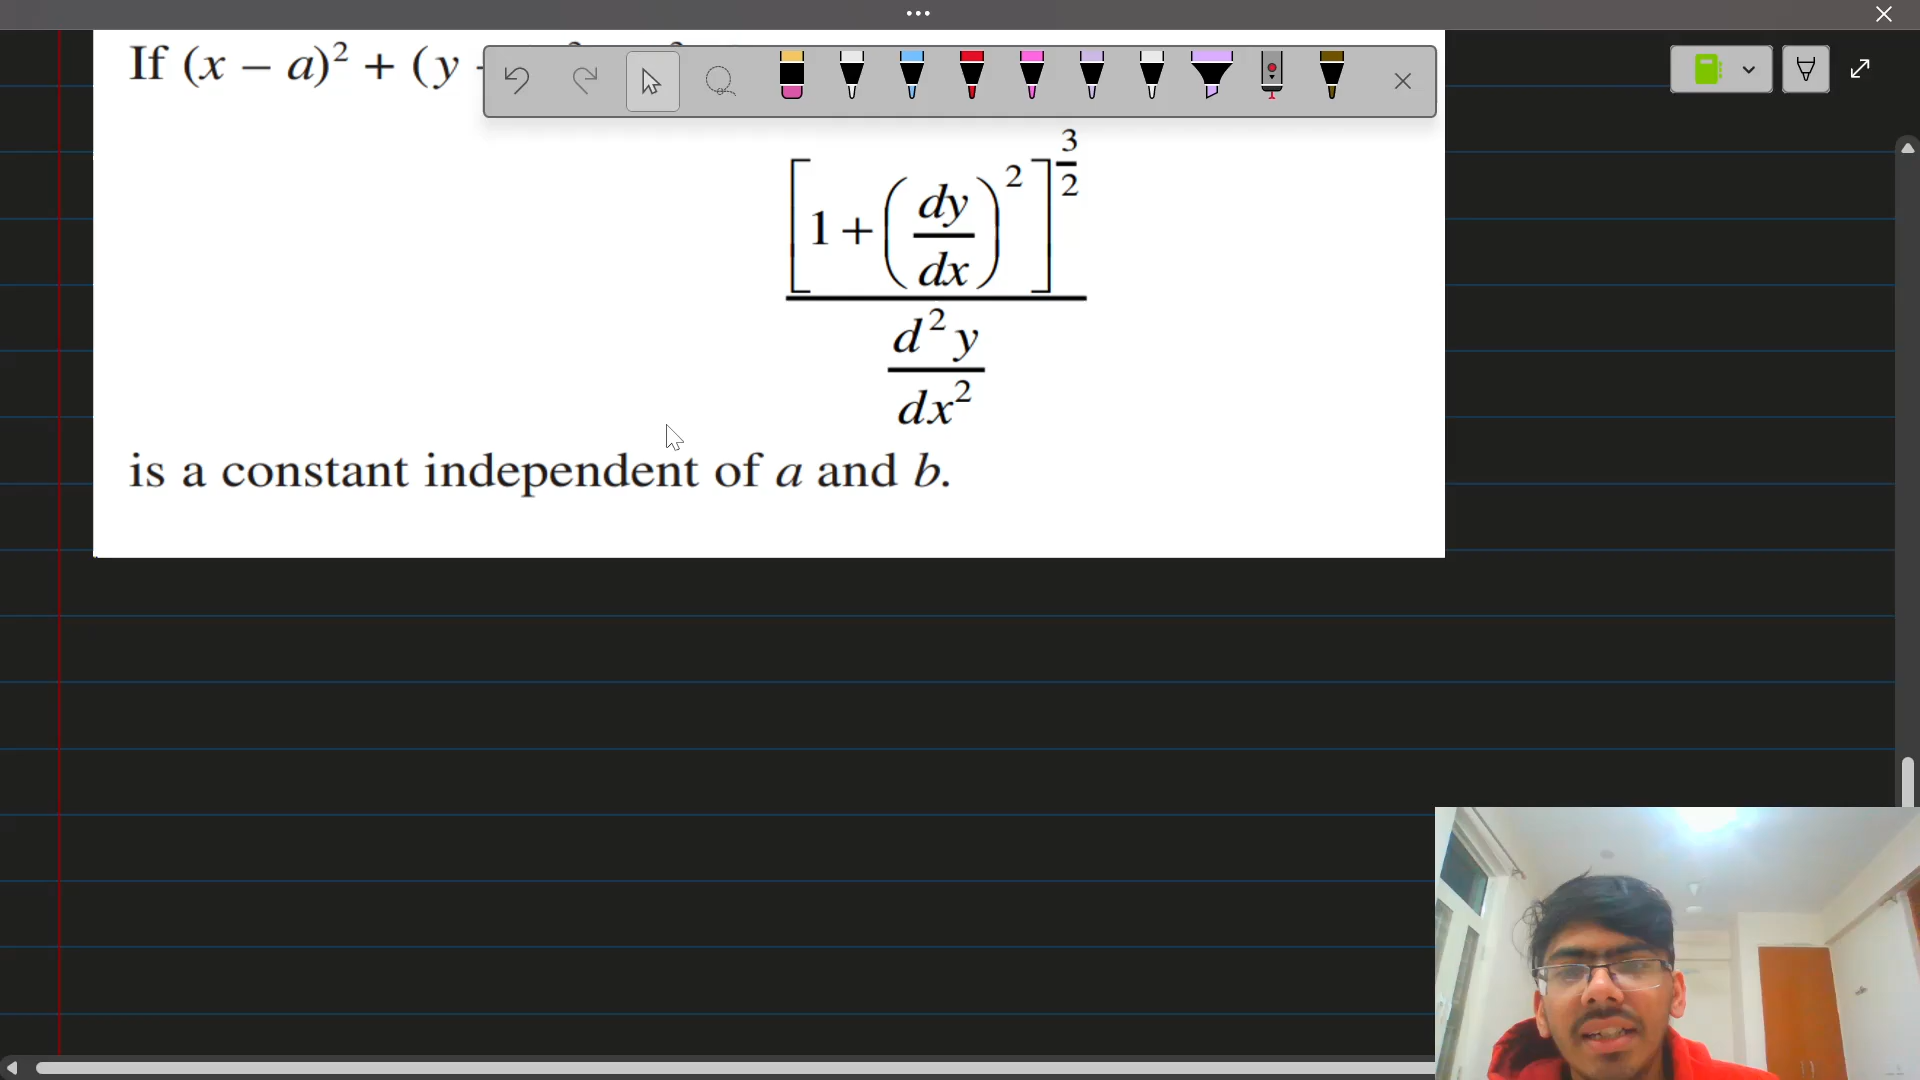 If (x – a)² + (y
[1 + (dy/dx)²]^(3/2) / (d²y/dx²)
is a constant independent of a and b.